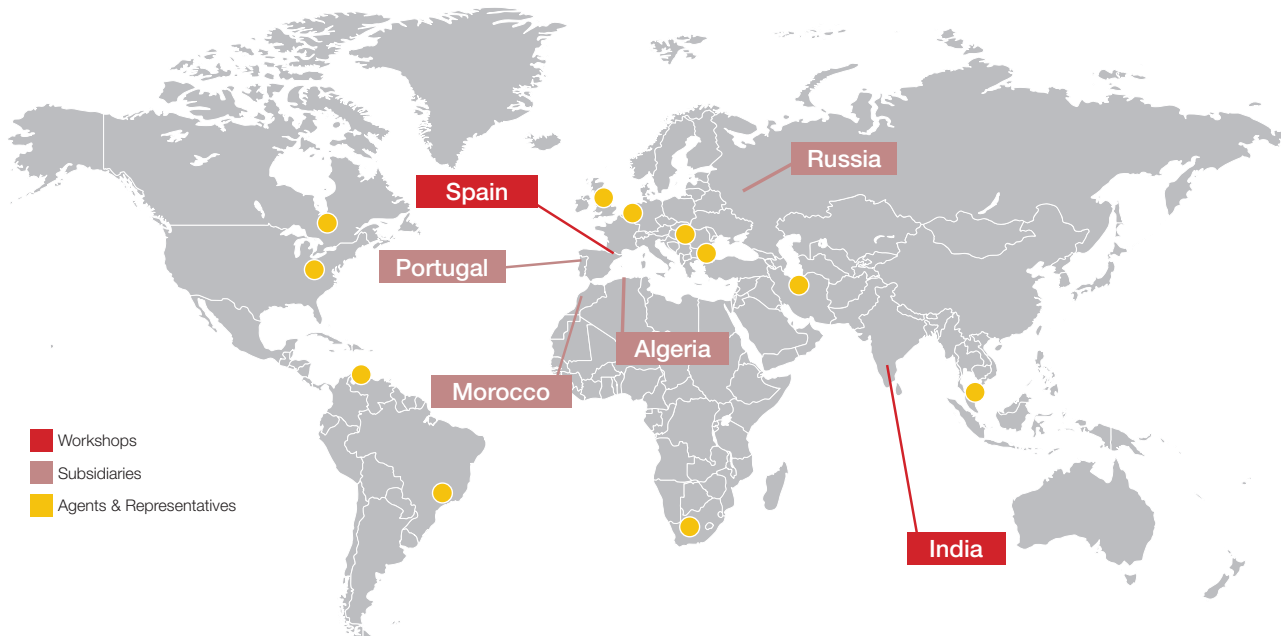 Russia
Spain
Portugal
Algeria
Morocco
Workshops
Subsidiaries
Agents & Representatives
India